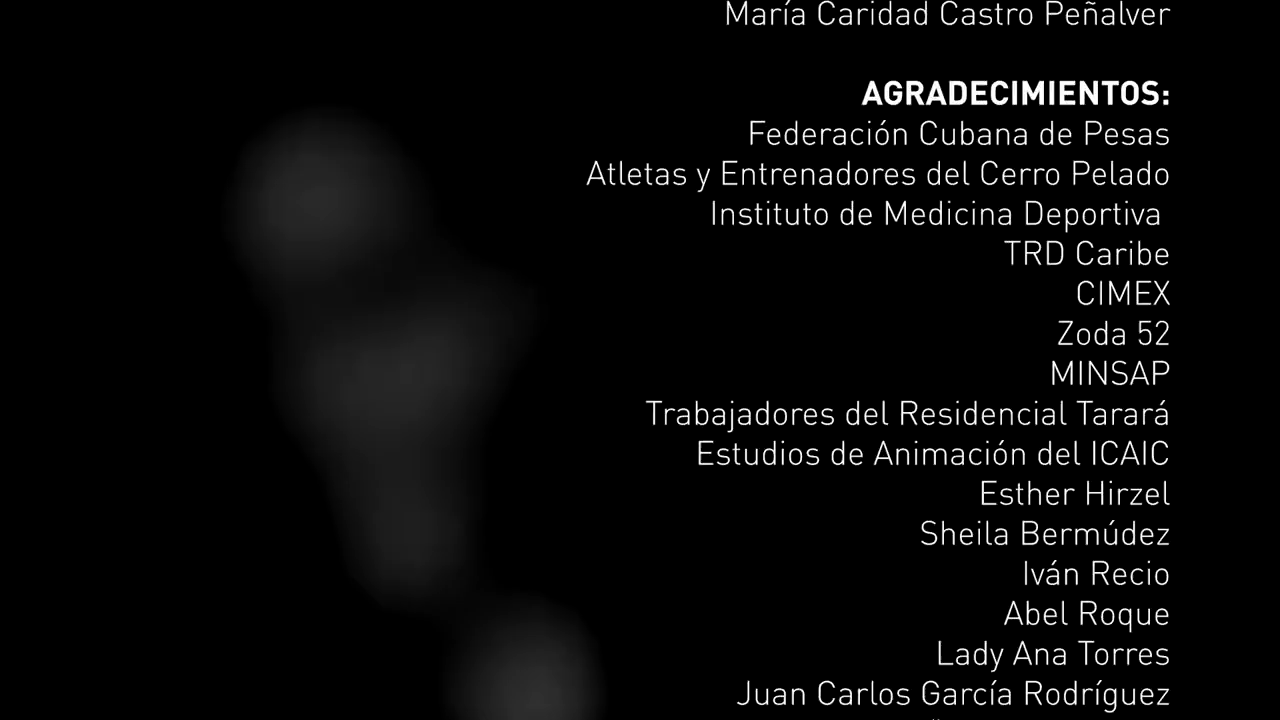 María Caridad Castro Peñalver
AGRADECIMIENTOS:
Federación Cubana de Pesas
Atletas y Entrenadores del Cerro Pelado
Instituto de Medicina Deportiva
TRD Caribe
CIMEX
Zoda 52
MINSAP
Trabajadores del Residencial Tarará
Estudios de Animación del ICAIC
Esther Hirzel
Sheila Bermúdez
Iván Recio
Abel Roque
Lady Ana Torres
Juan Carlos García Rodríguez